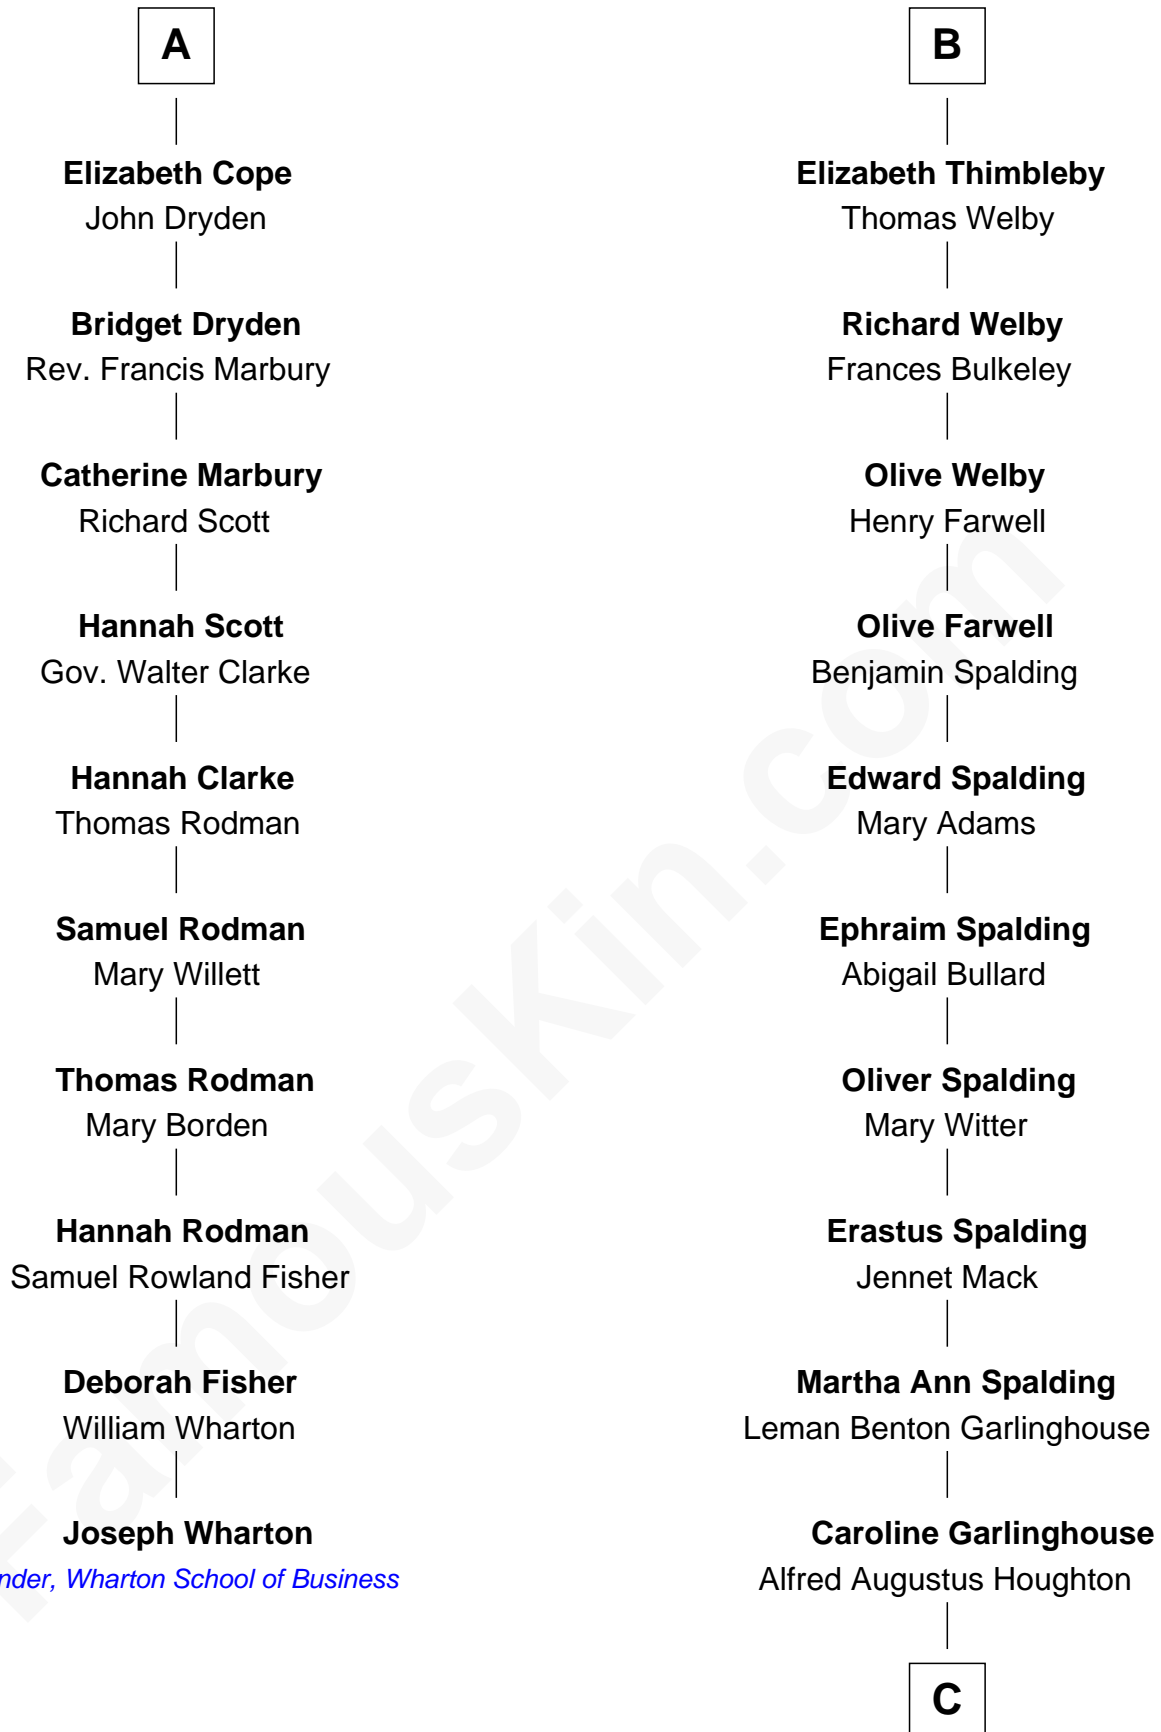 A
Elizabeth Cope
John Dryden
Bridget Dryden
Rev. Francis Marbury
Catherine Marbury
Richard Scott
Hannah Scott
Gov. Walter Clarke
Hannah Clarke
Thomas Rodman
Samuel Rodman
Mary Willett
Thomas Rodman
Mary Borden
Hannah Rodman
Samuel Rowland Fisher
Deborah Fisher
William Wharton
Joseph Wharton
nder, Wharton School of Business
B
Elizabeth Thimbleby
Thomas Welby
Richard Welby
Frances Bulkeley
Olive Welby
Henry Farwell
Olive Farwell
Benjamin Spalding
Edward Spalding
Mary Adams
Ephraim Spalding
Abigail Bullard
Oliver Spalding
Mary Witter
Erastus Spalding
Jennet Mack
Martha Ann Spalding
Leman Benton Garlinghouse
Caroline Garlinghouse
Alfred Augustus Houghton
C
FamousKin.com